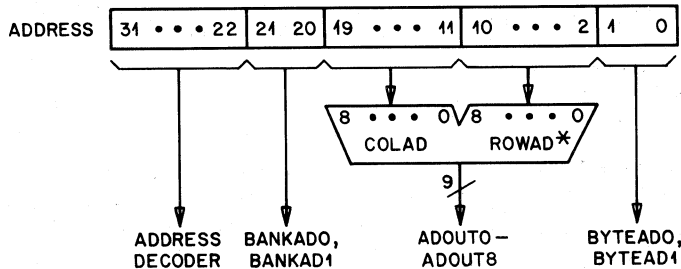 ADDRESS 31 • • • 22 21 20 19 • • • 11 10 • • • 2 1 0
8 • • • 0 8 • • • 0
COLAD ROWAD*
9
ADDRESS BANKAD0, ADOUT0– BYTEAD0,
DECODER BANKAD1 ADOUT8 BYTEAD1